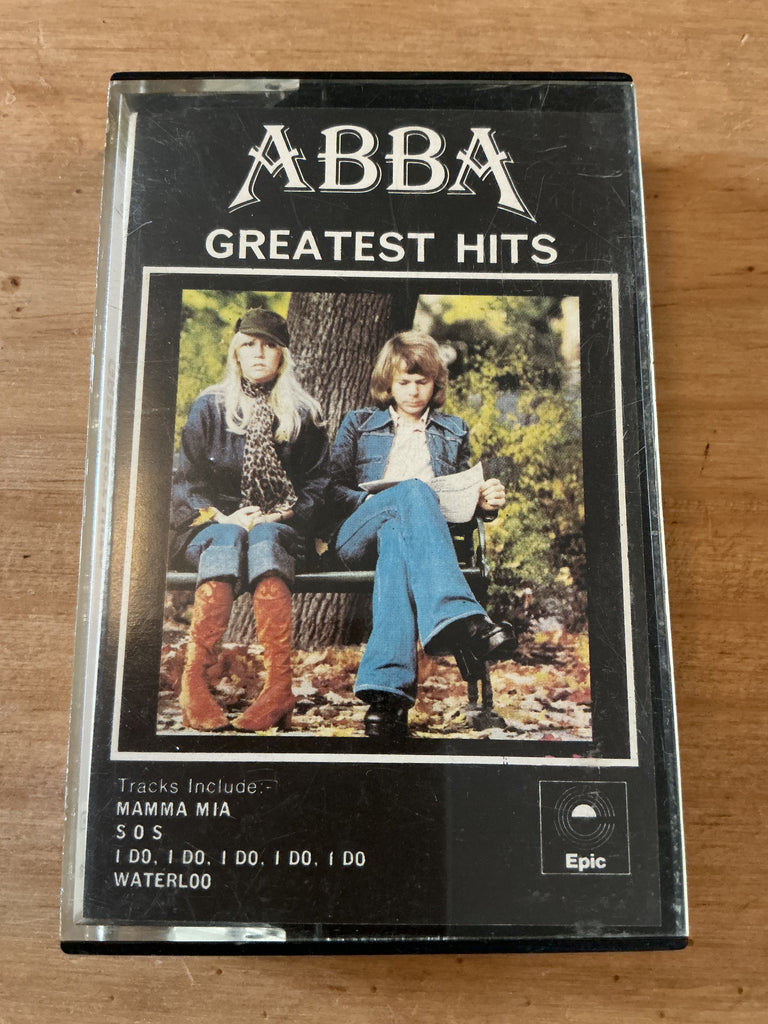 ABBA
GREATEST HITS
Tracks Include:-
MAMMA MIA
S O S
I DO, I DO, I DO, I DO, I DO
WATERLOO
Epic